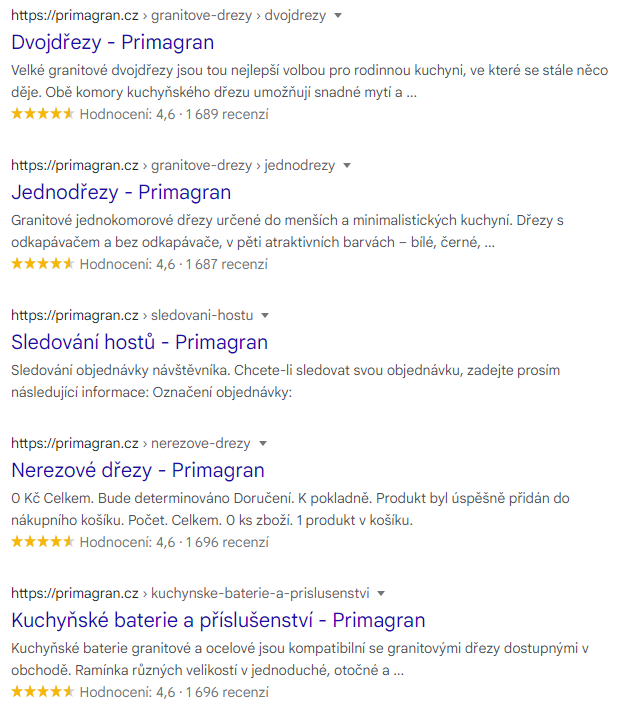 https://primagran.cz › granitove-drezy › dvojdrezy
Dvojdřezy - Primagran
Velké granitové dvojdřezy jsou tou nejlepší volbou pro rodinnou kuchyni, ve které se stále něco
děje. Obě komory kuchyňského dřezu umožňují snadné mytí a ...
Hodnocení: 4,6 · 1 689 recenzí
https://primagran.cz › granitove-drezy › jednodrezy
Jednodřezy - Primagran
Granitové jednokomorové dřezy určené do menších a minimalistických kuchyní. Dřezy s
odkapávačem a bez odkapávače, v pěti atraktivních barvách – bílé, černé, ...
Hodnocení: 4,6 · 1 687 recenzí
https://primagran.cz › sledovani-hostu
Sledování hostů - Primagran
Sledování objednávky návštěvníka. Chcete-li sledovat svou objednávku, zadejte prosím
následující informace: Označení objednávky:
https://primagran.cz › nerezove-drezy
Nerezové dřezy - Primagran
0 Kč Celkem. Bude determinováno Doručení. K pokladně. Produkt byl úspěšně přidán do
nákupního košíku. Počet. Celkem. 0 ks zboží. 1 produkt v košíku.
Hodnocení: 4,6 · 1 696 recenzí
https://primagran.cz › kuchynske-baterie-a-prislusenstvi
Kuchyňské baterie a příslušenství - Primagran
Kuchyňské baterie granitové a ocelové jsou kompatibilní se granitovými dřezy dostupnými v
obchodě. Ramínka různých velikostí v jednoduché, otočné a ...
Hodnocení: 4,6 · 1 696 recenzí